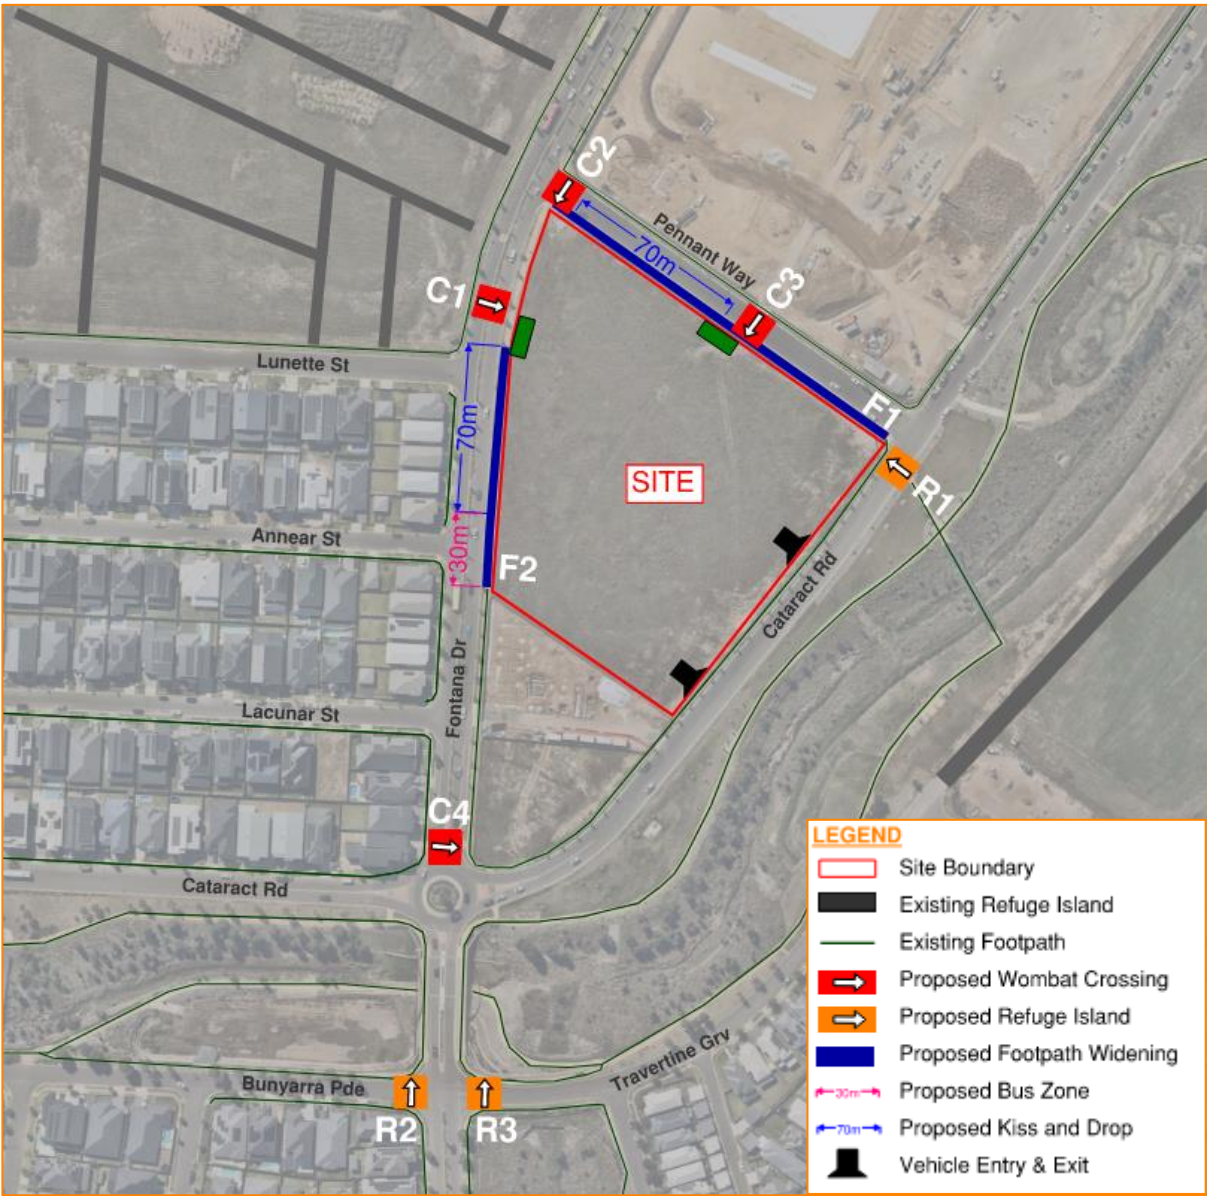 C2
Pennant Way
70m
C3
C1
Lunette St
F1
70m
SITE
R1
Annear St
30m
F2
Cataract Rd
Fontana Dr
Lacunar St
C4
Cataract Rd
LEGEND
Site Boundary
Existing Refuge Island
Existing Footpath
Proposed Wombat Crossing
Proposed Refuge Island
Proposed Footpath Widening
30m Proposed Bus Zone
70m Proposed Kiss and Drop
Vehicle Entry & Exit
Travertine Grv
Bunyarra Pde
R2
R3